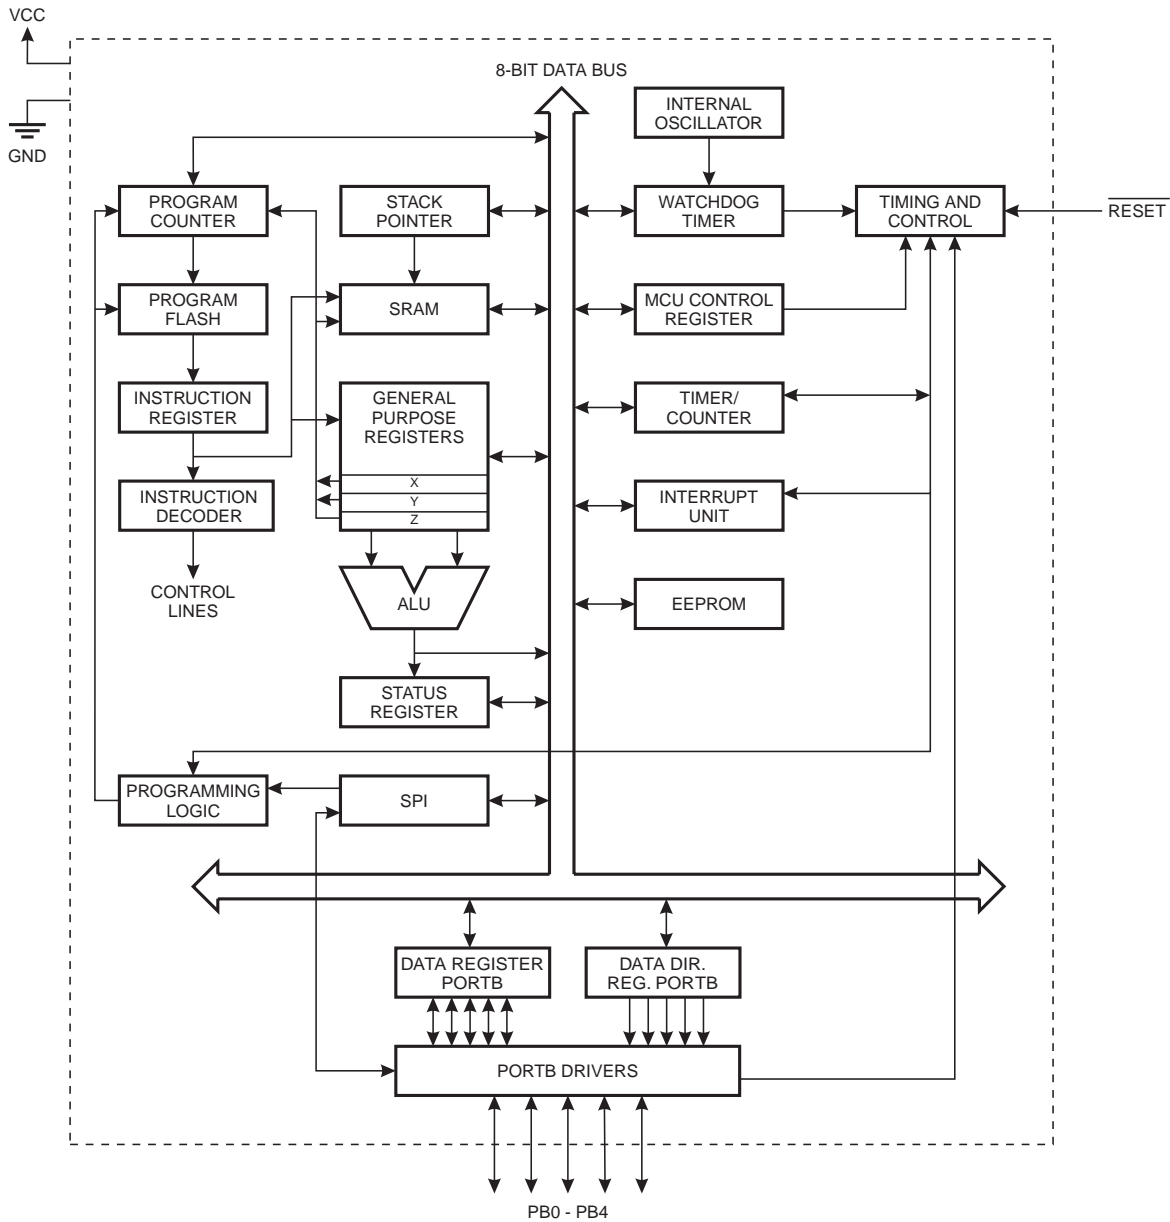 VCC
GND
8-BIT DATA BUS
INTERNAL
OSCILLATOR
PROGRAM
COUNTER
STACK
POINTER
WATCHDOG
TIMER
TIMING AND
CONTROL
RESET
PROGRAM
FLASH
SRAM
MCU CONTROL
REGISTER
INSTRUCTION
REGISTER
GENERAL
PURPOSE
REGISTERS
X
Y
Z
TIMER/
COUNTER
INSTRUCTION
DECODER
INTERRUPT
UNIT
CONTROL
LINES
ALU
EEPROM
STATUS
REGISTER
PROGRAMMING
LOGIC
SPI
DATA REGISTER
PORTB
DATA DIR.
REG. PORTB
PORTB DRIVERS
PB0 - PB4